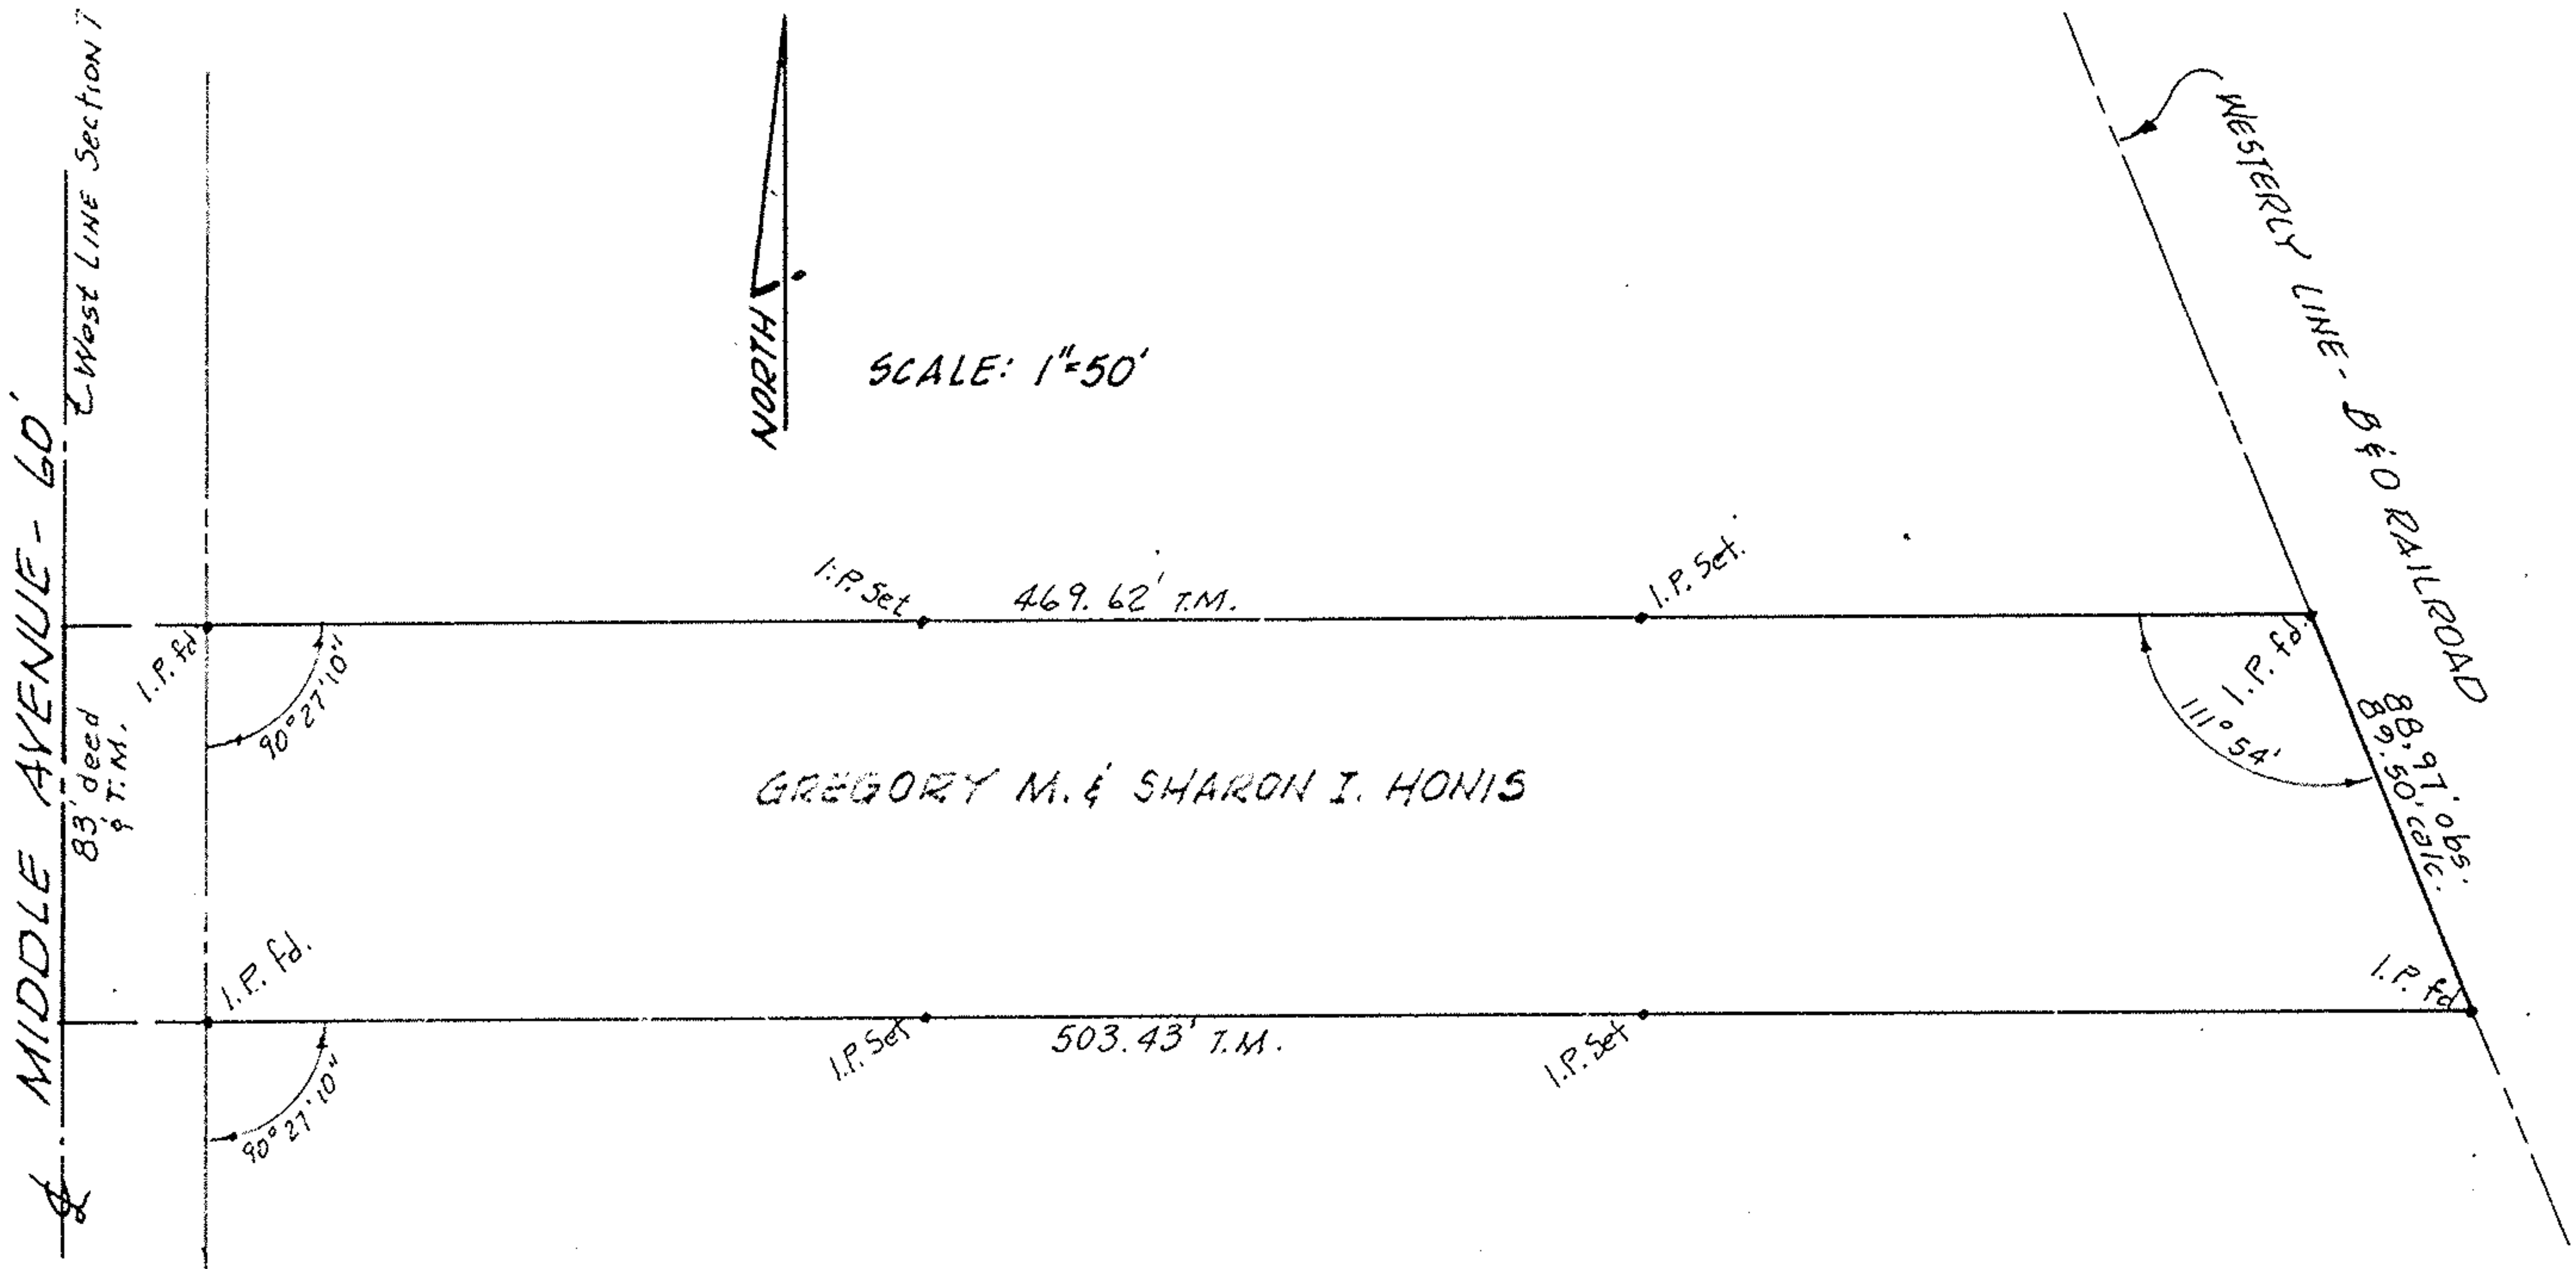 West LINE Section 7
℄ MIDDLE AVENUE - 60'
NORTH
SCALE: 1"=50'
WESTERLY LINE - B & O RAILROAD
I.P. Set
469.62' T.M.
I.P. Set.
I.P. fd
90°27'10"
I.P. fd.
111° 54'
83' deed
& T.M.
88.97' obs.
89.50' calc.
GREGORY M. & SHARON I. HONIS
I.P. fd.
I.P. fd
I.P. Set
503.43' T.M.
I.P. Set
90°27'10"